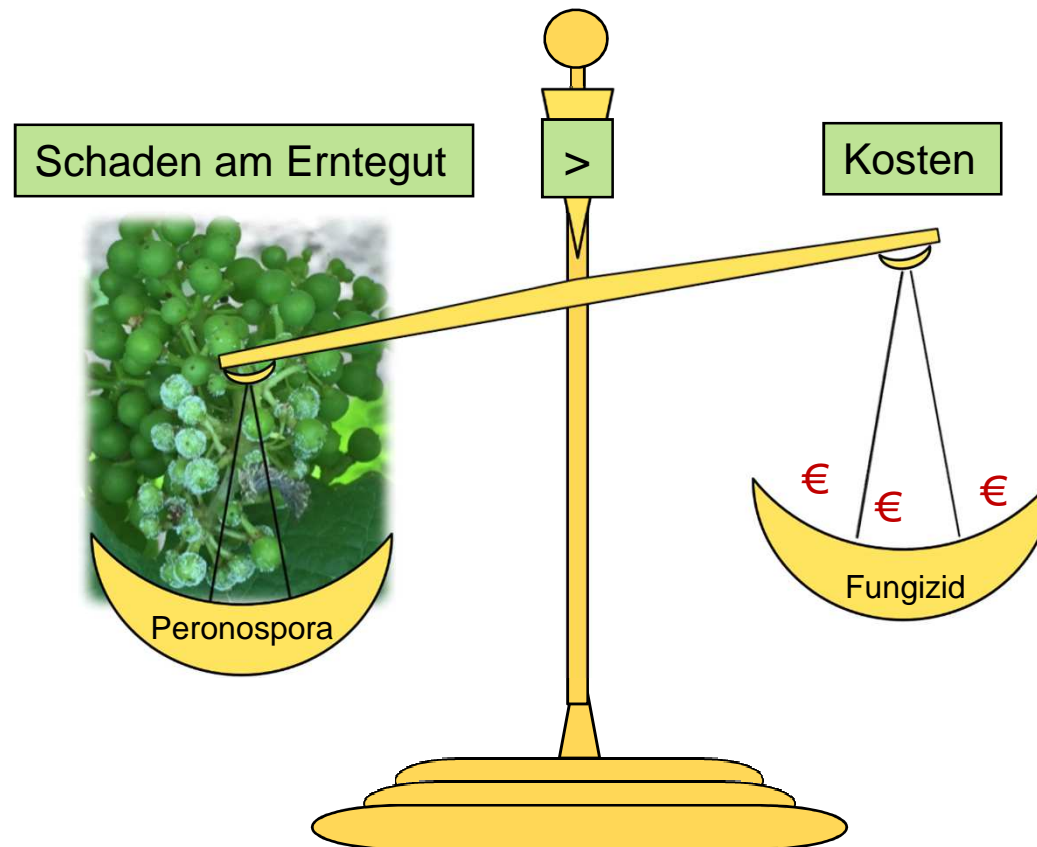 Schaden am Erntegut
>
Kosten
€
€
€
Peronospora
Fungizid